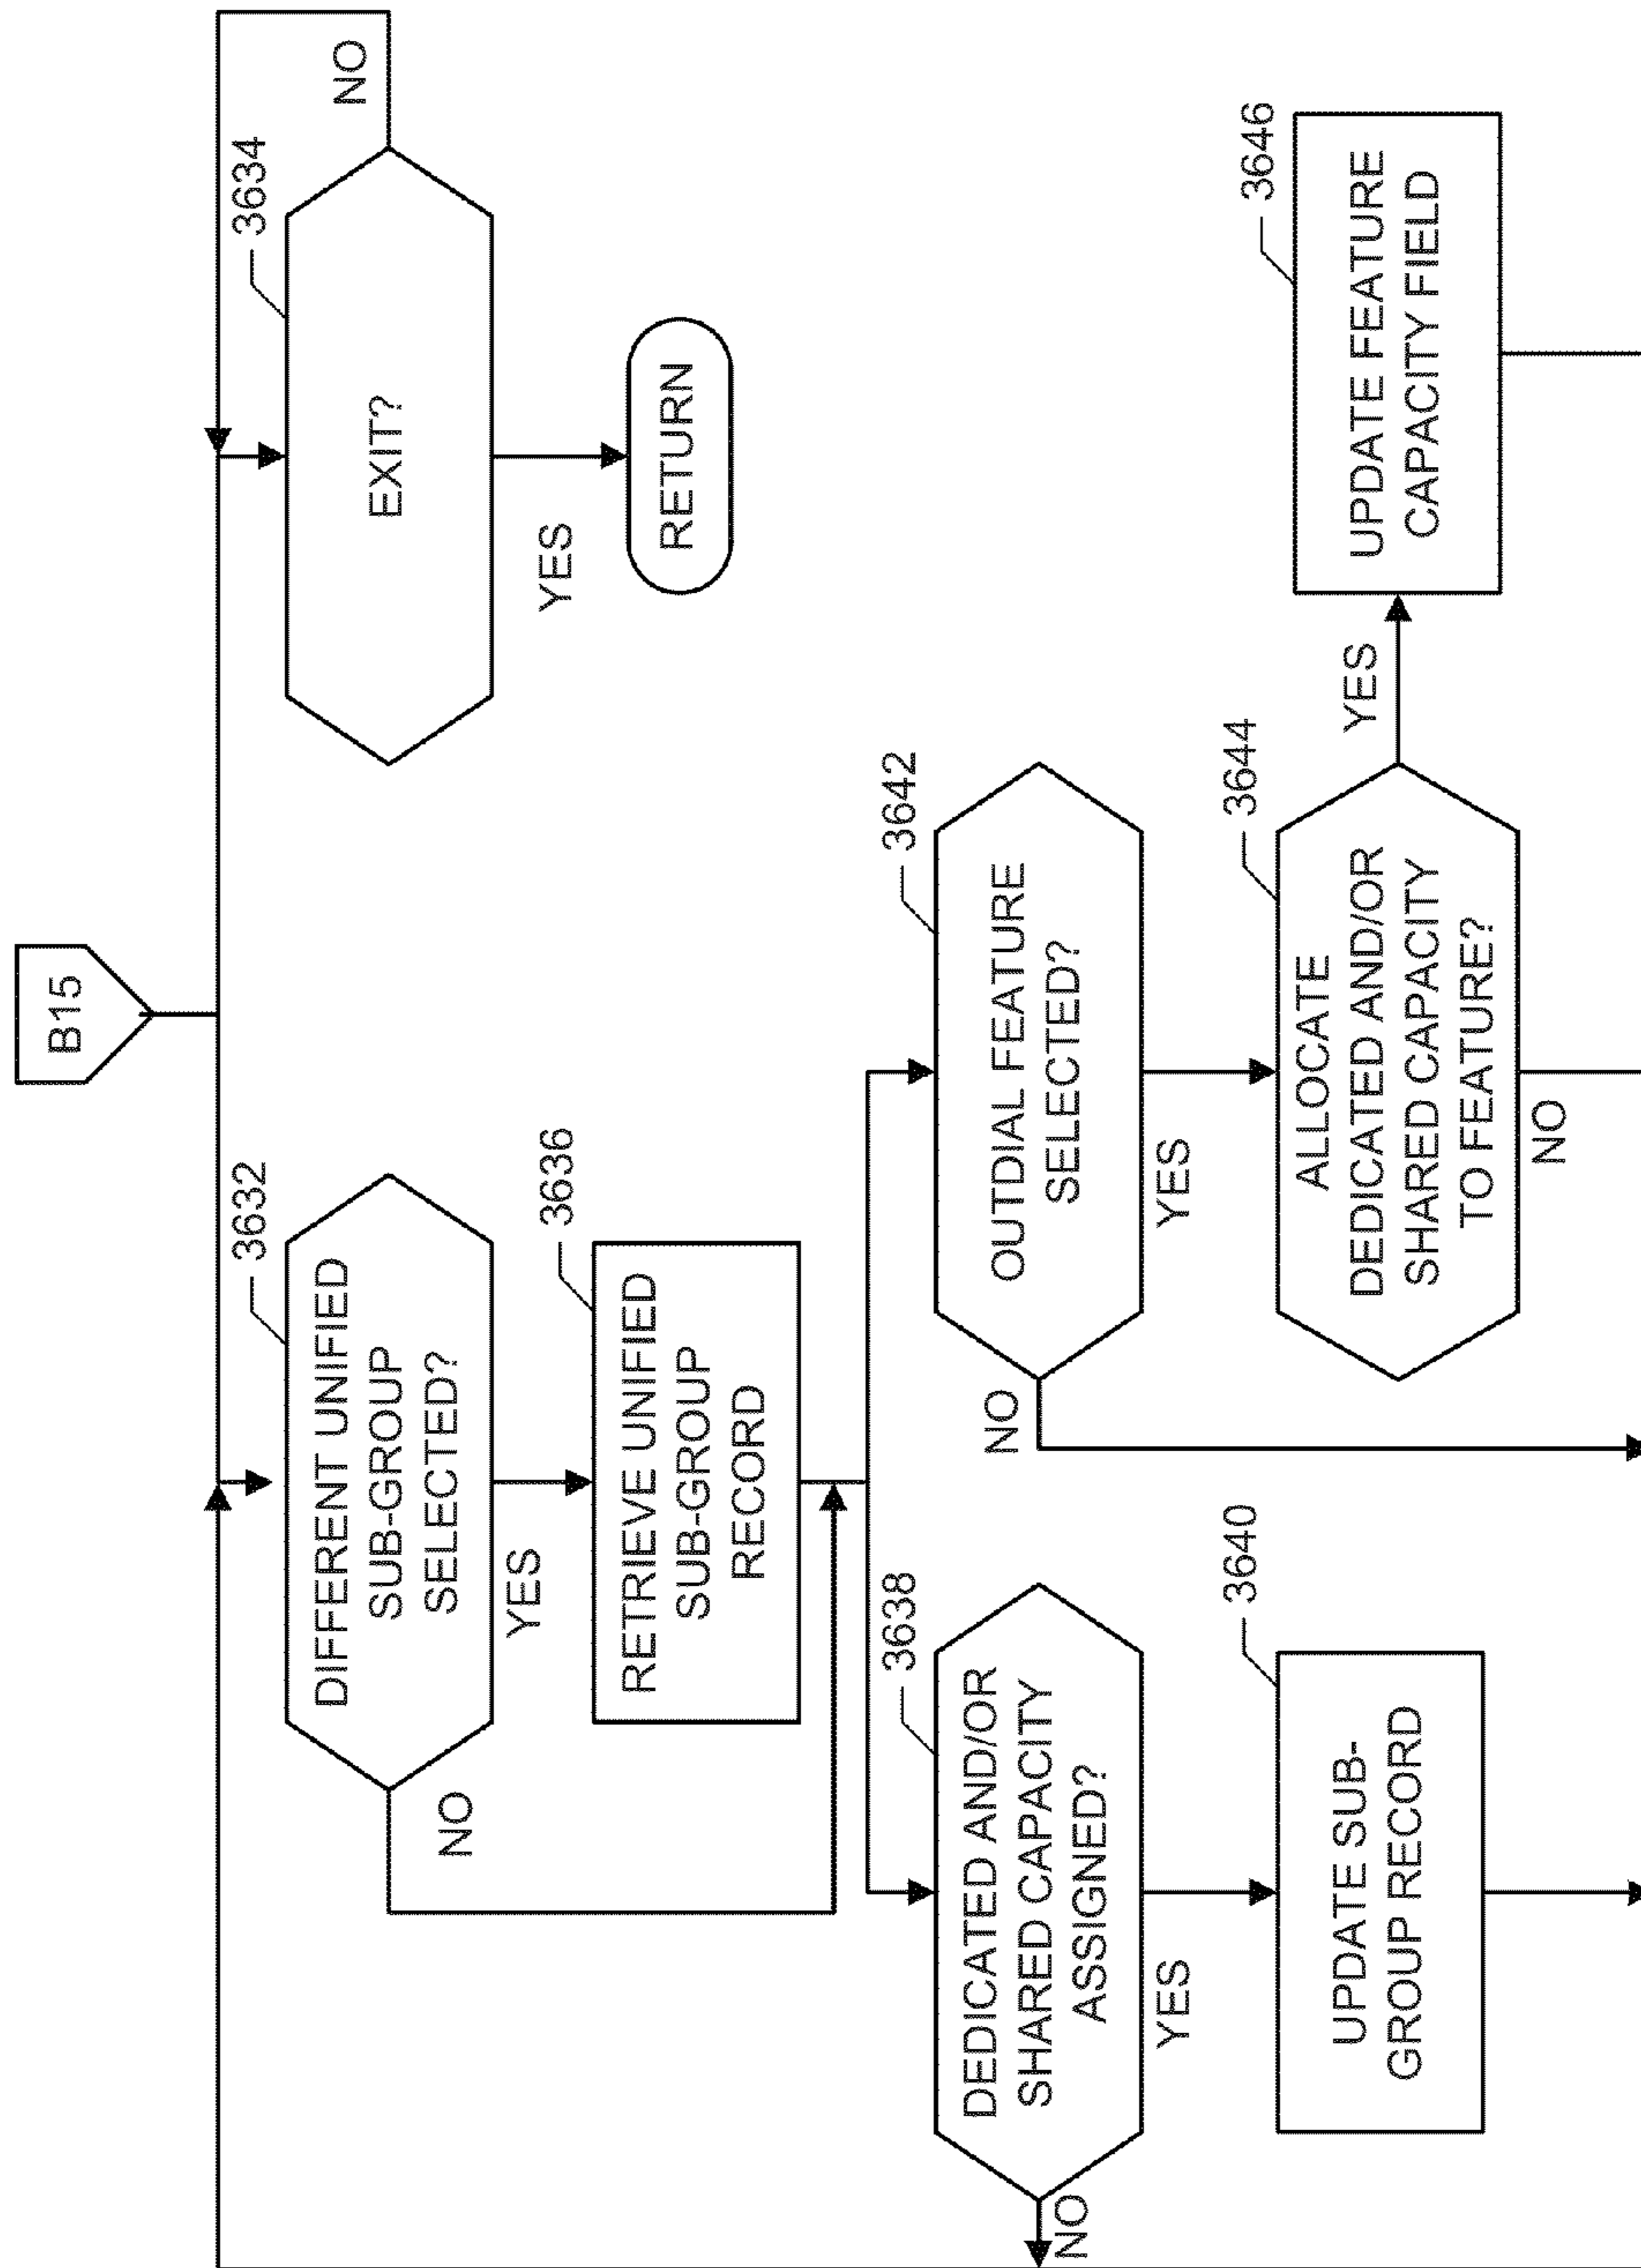 B15
3632
DIFFERENT UNIFIED
SUB-GROUP
SELECTED?
NO
YES
3634
EXIT?
NO
YES
RETURN
3636
RETRIEVE UNIFIED
SUB-GROUP
RECORD
3638
DEDICATED AND/OR
SHARED CAPACITY
ASSIGNED?
NO
YES
3640
UPDATE SUB-
GROUP RECORD
3642
OUTDIAL FEATURE
SELECTED?
NO
YES
3644
ALLOCATE
DEDICATED AND/OR
SHARED CAPACITY
TO FEATURE?
YES
NO
3646
UPDATE FEATURE
CAPACITY FIELD